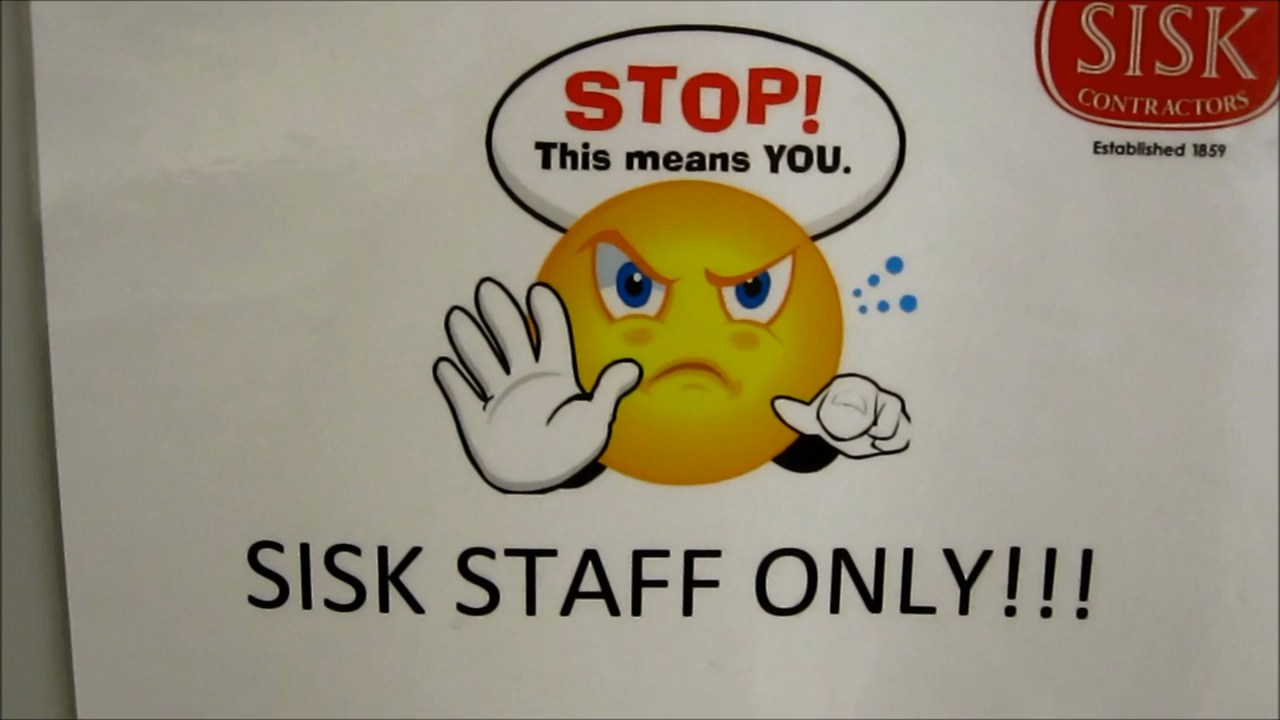 STOP!
This means YOU.
SISK
CONTRACTORS
Established 1859
SISK STAFF ONLY!!!